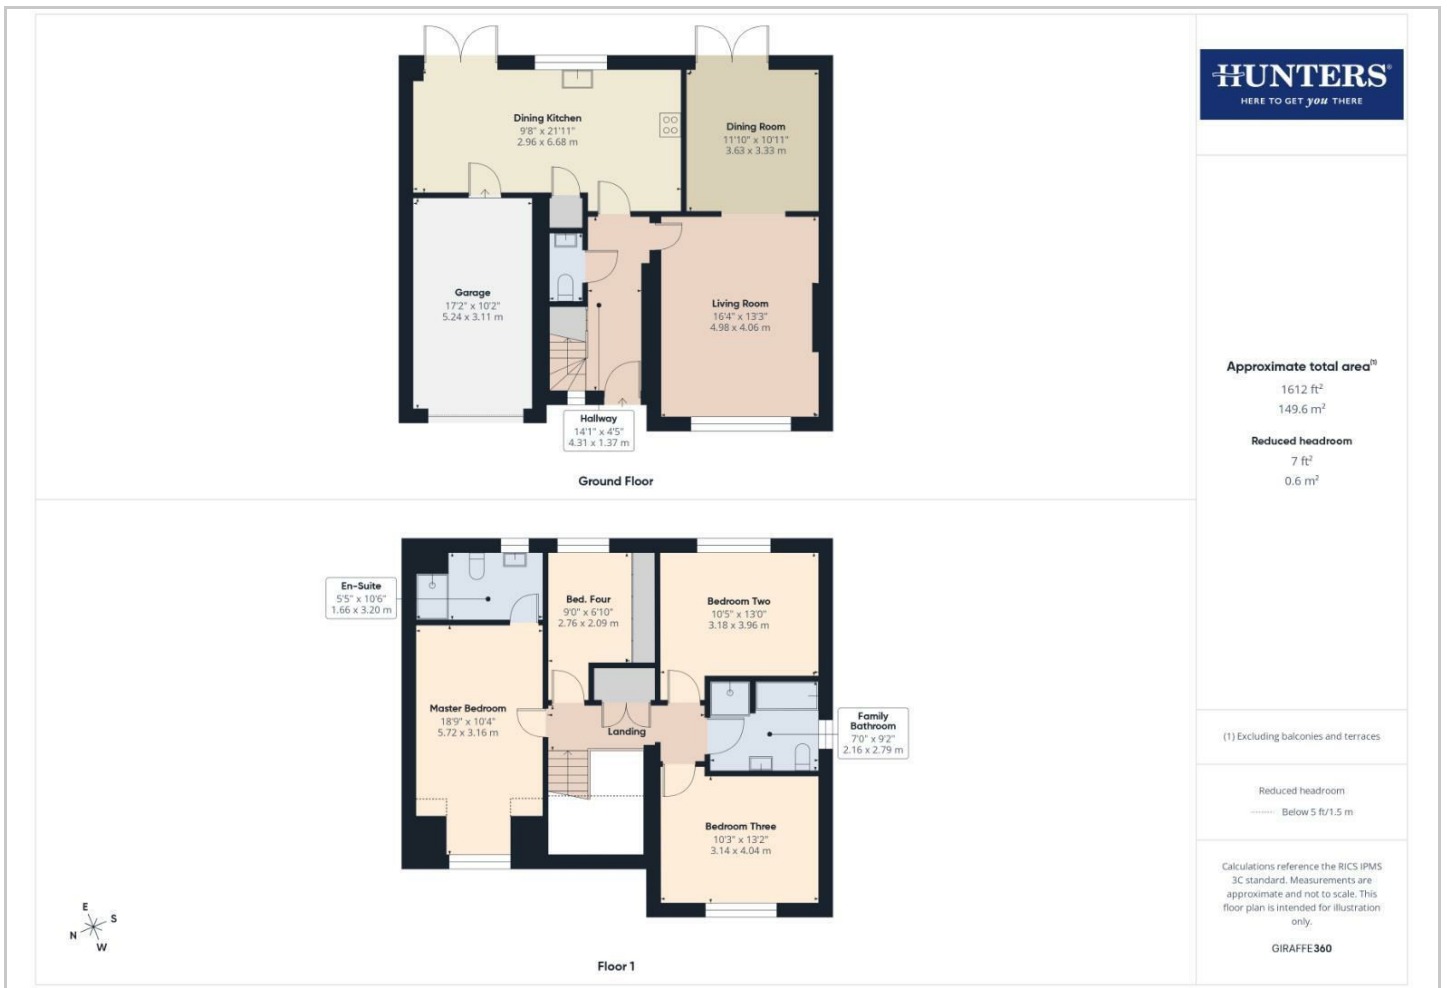 Dining Kitchen
9'8" x 21'11"
2.96 x 6.68 m
Dining Room
11'10" x 10'11"
3.63 x 3.33 m
Garage
17'2" x 10'2"
5.24 x 3.11 m
Living Room
16'4" x 13'3"
4.98 x 4.06 m
Hallway
14'1" x 4'5"
4.31 x 1.37 m
Ground Floor
En-Suite
5'5" x 10'6"
1.66 x 3.20 m
Bed. Four
9'0" x 6'10"
2.76 x 2.09 m
Bedroom Two
10'5" x 13'0"
3.18 x 3.96 m
Master Bedroom
18'9" x 10'4"
5.72 x 3.16 m
Landing
Family
Bathroom
7'0" x 9'2"
2.16 x 2.79 m
Bedroom Three
10'3" x 13'2"
3.14 x 4.04 m
E
S
N
W
Floor 1
HUNTERS®
HERE TO GET you THERE
Approximate total area(1)
1612 ft²
149.6 m²
Reduced headroom
7 ft²
0.6 m²
(1) Excluding balconies and terraces
Reduced headroom
Below 5 ft/1.5 m
Calculations reference the RICS IPMS
3C standard. Measurements are
approximate and not to scale. This
floor plan is intended for illustration
only.
GIRAFFE360